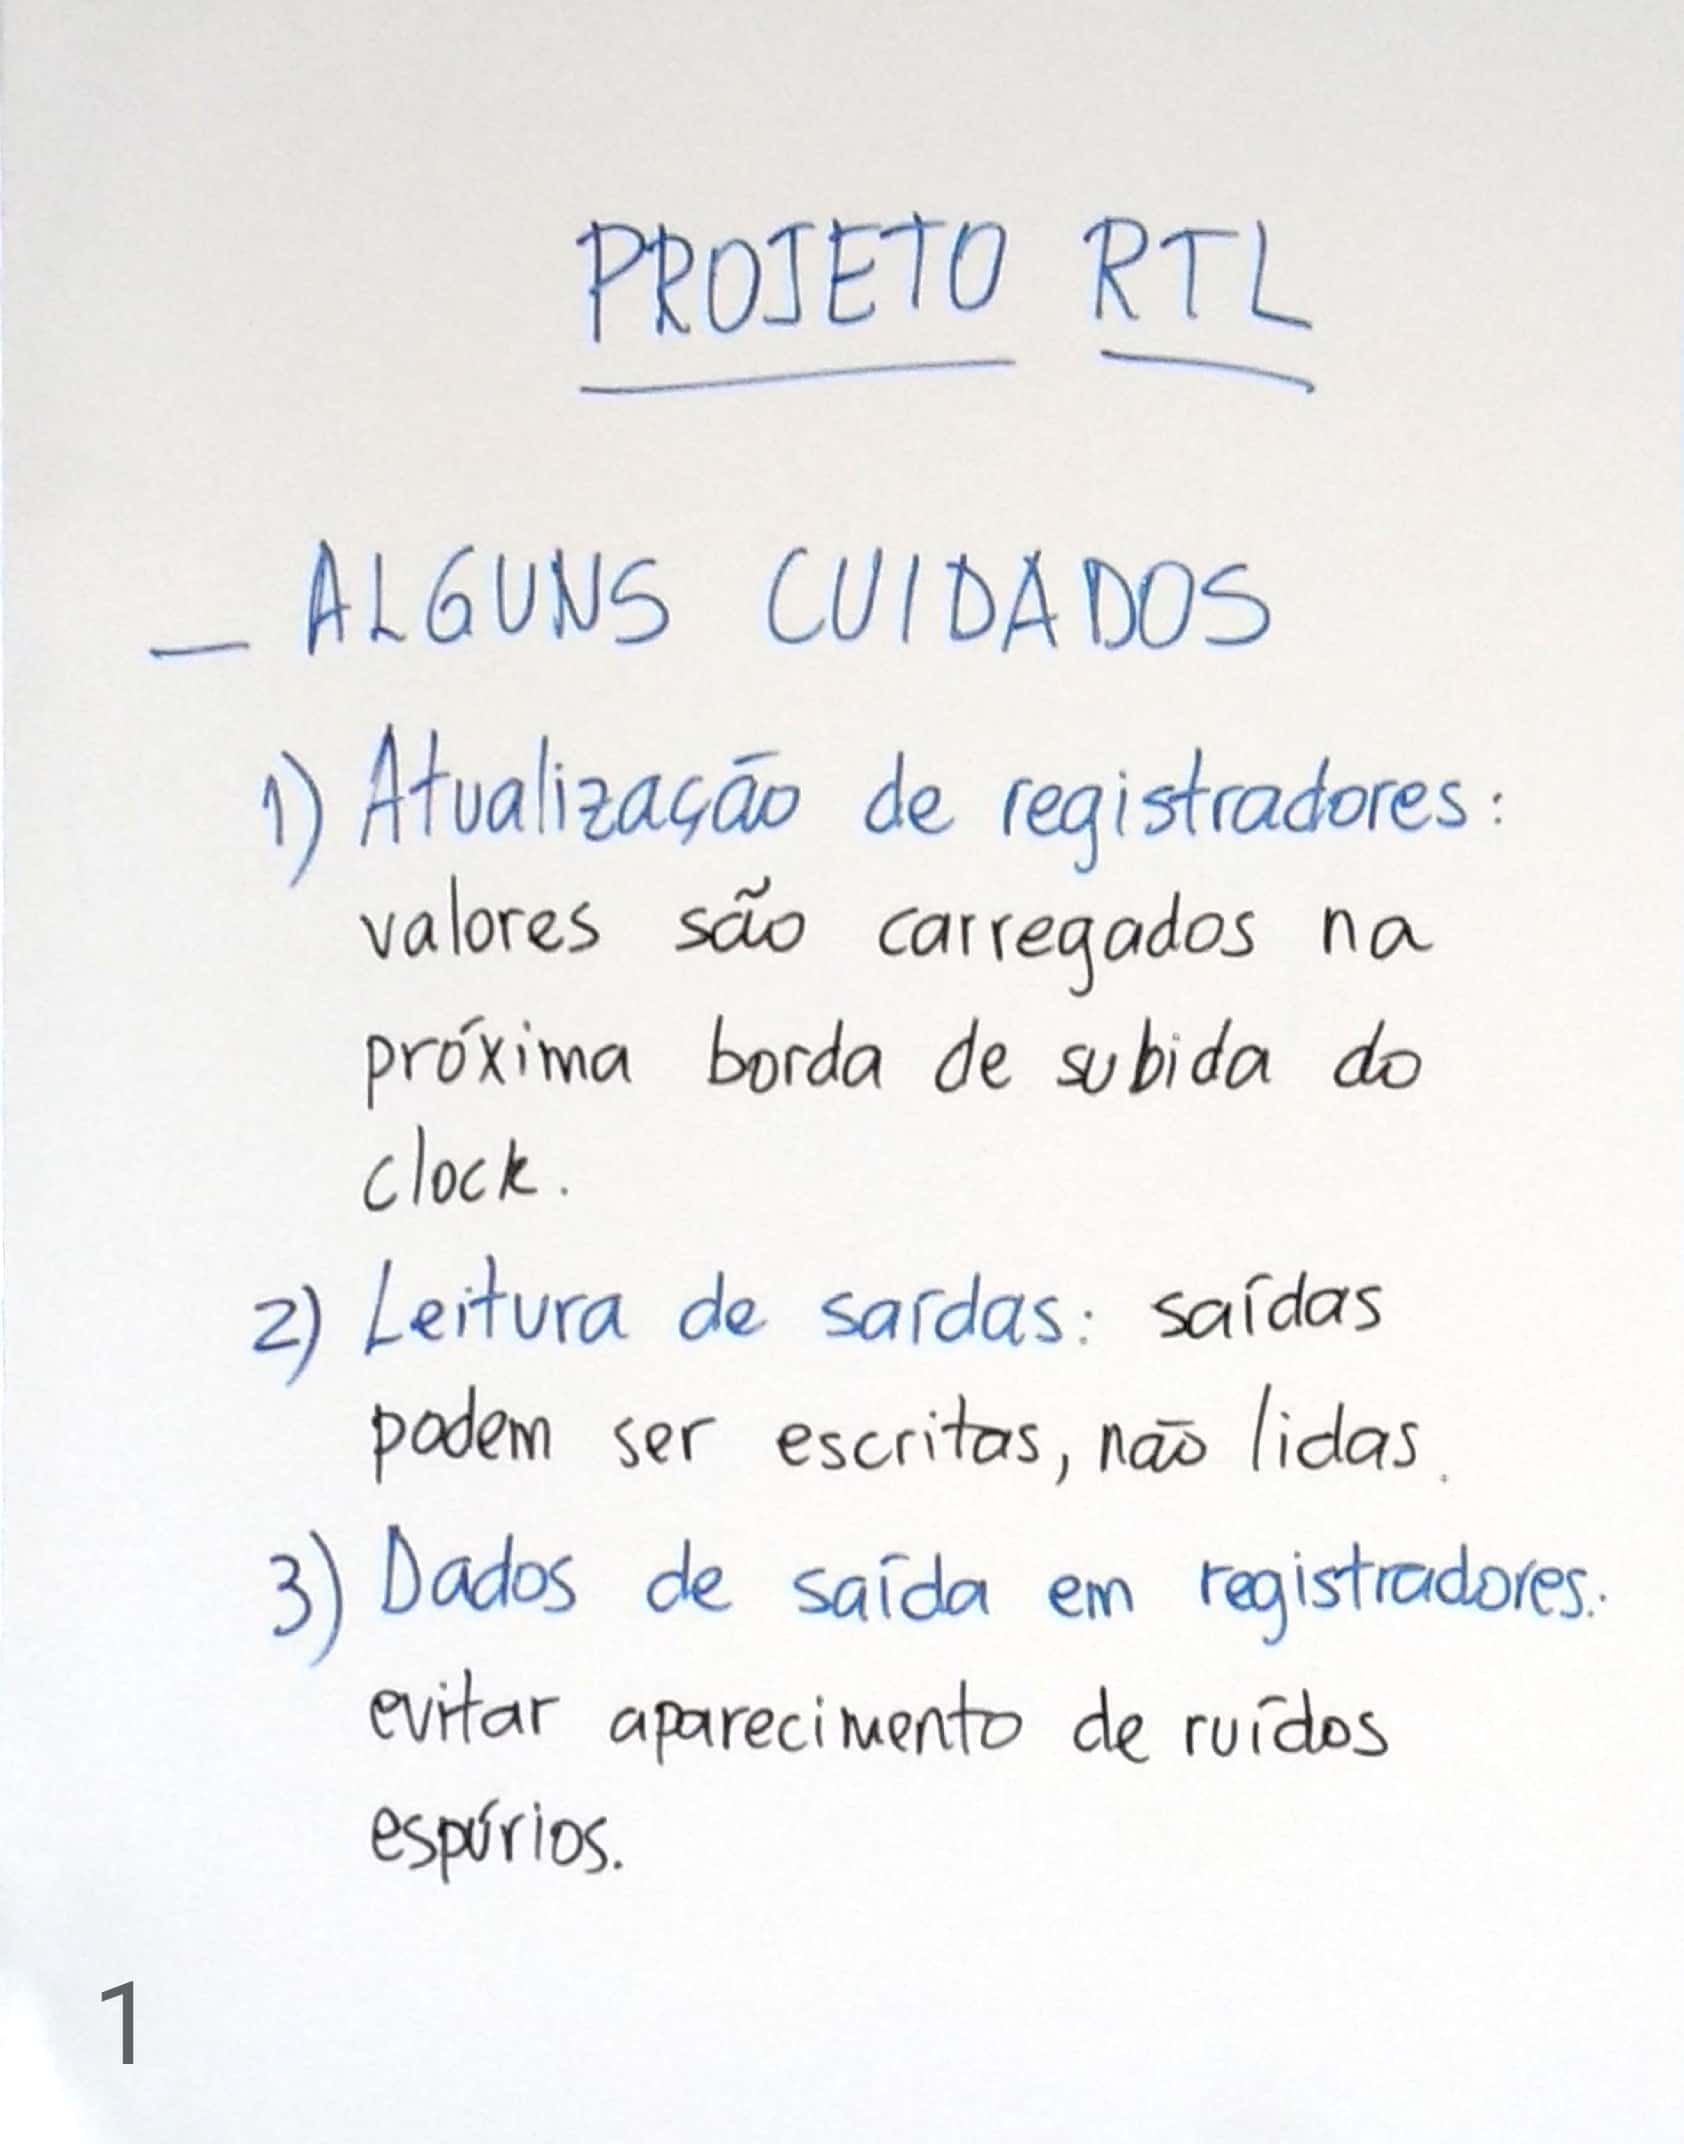 PROJETO RTL
_ ALGUNS CUIDADOS
1) Atualização de registradores:
valores são carregados na
próxima borda de subida do
clock.
2) Leitura de saídas: saídas
podem ser escritas, não lidas.
3) Dados de saída em registradores:
evitar aparecimento de ruídos
espúrios.
1